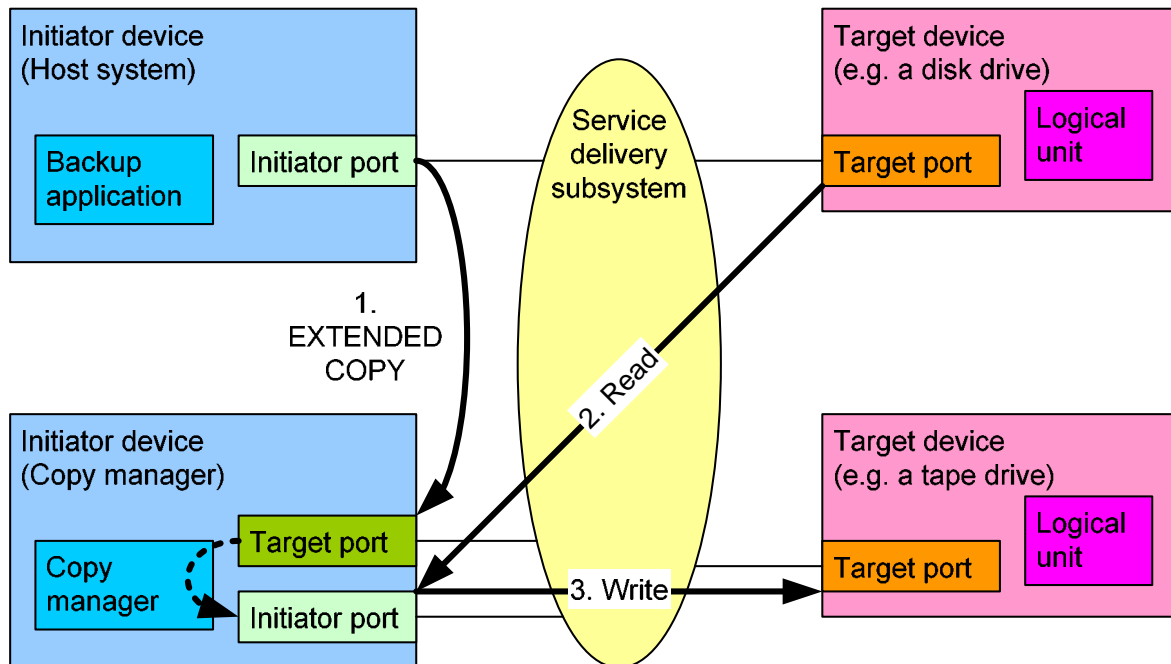 Initiator device
(Host system)
Backup
application
Initiator port
Service
delivery
subsystem
Target device
(e.g. a disk drive)
Logical
unit
Target port
1.
EXTENDED
COPY
2. Read
Initiator device
(Copy manager)
Target port
Copy
manager
Initiator port
3. Write
Target device
(e.g. a tape drive)
Logical
unit
Target port